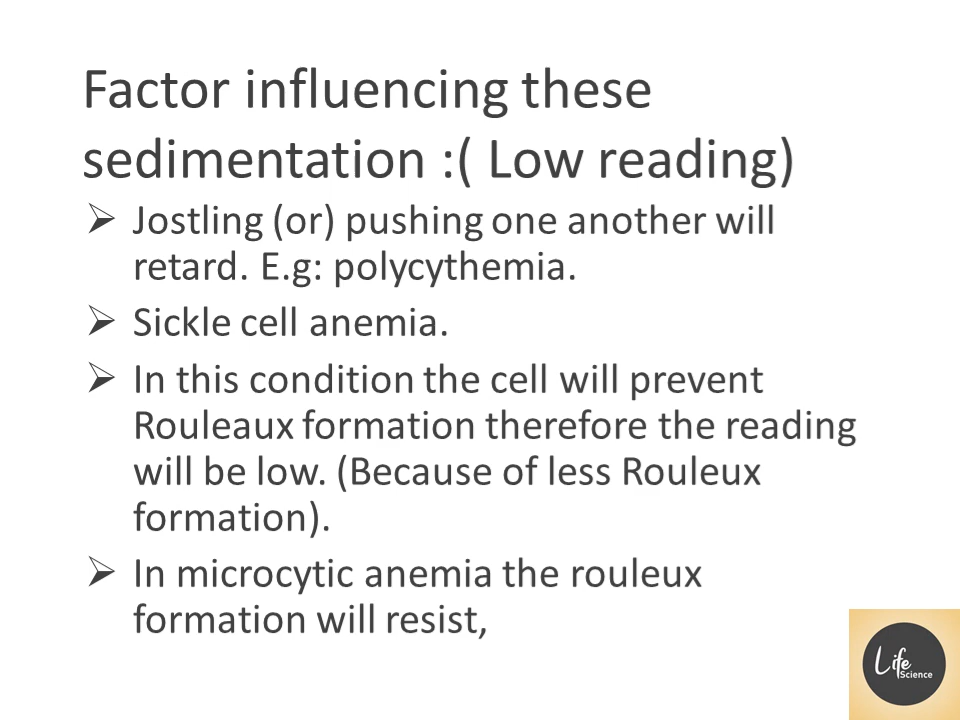 Factor influencing these
sedimentation :( Low reading)
➢ Jostling (or) pushing one another will
retard. E.g: polycythemia.
➢ Sickle cell anemia.
➢ In this condition the cell will prevent
Rouleaux formation therefore the reading
will be low. (Because of less Rouleux
formation).
➢ In microcytic anemia the rouleux
formation will resist,
Life
Science